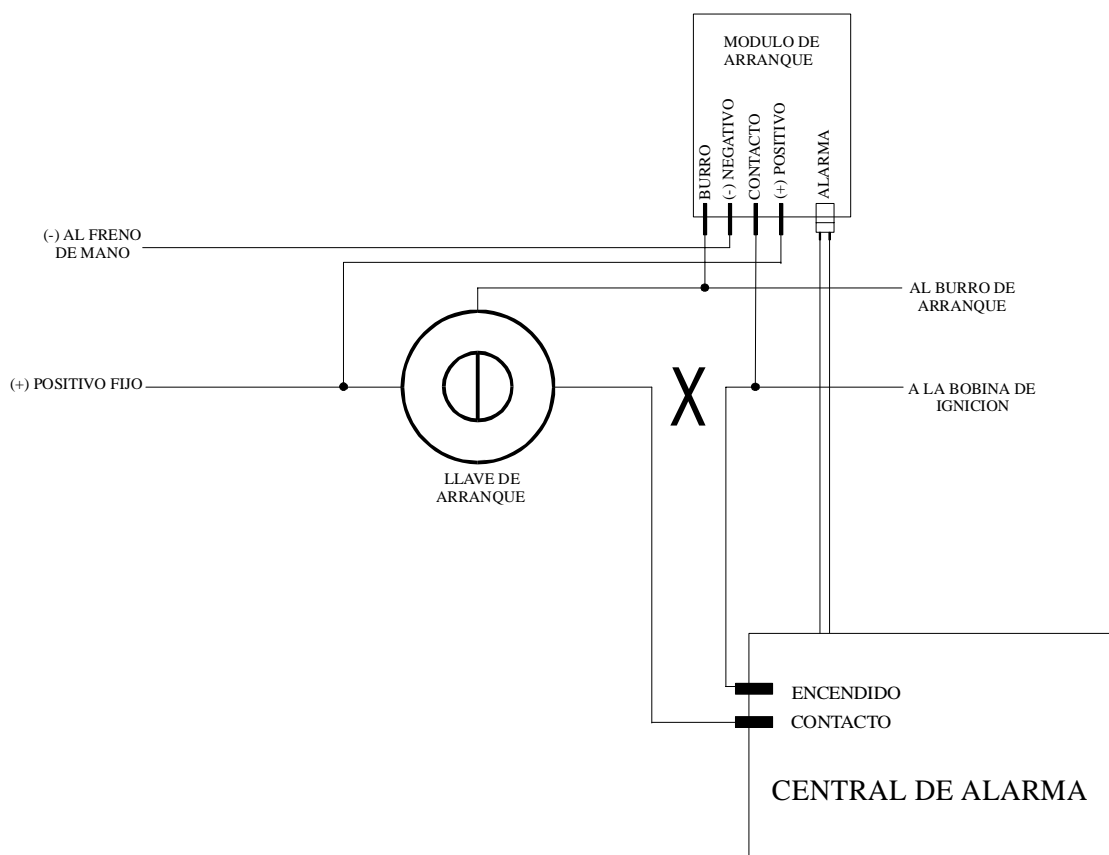 MODULO DE
ARRANQUE
BURRO
(-) NEGATIVO
CONTACTO
(+) POSITIVO
ALARMA
(-) AL FRENO
DE MANO
AL BURRO DE
ARRANQUE
(+) POSITIVO FIJO
X
A LA BOBINA DE
IGNICION
LLAVE DE
ARRANQUE
ENCENDIDO
CONTACTO
CENTRAL DE ALARMA